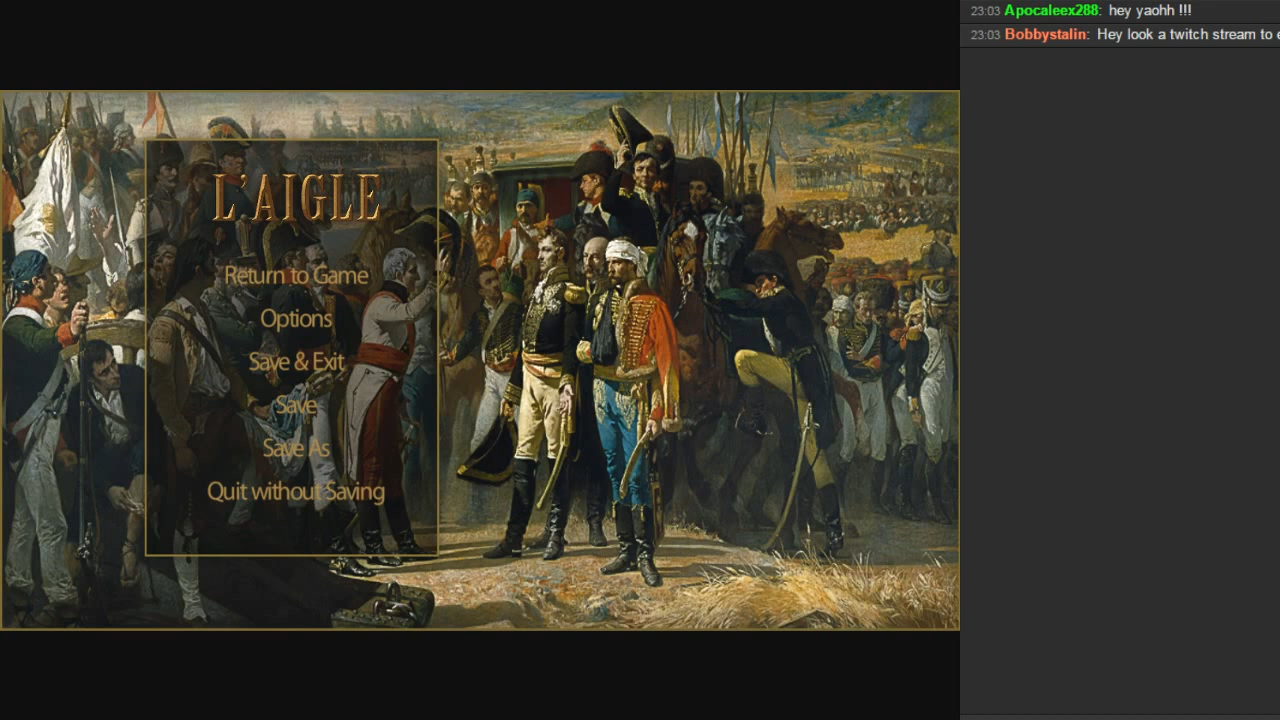 L'AIGLE
Return to Game
Options
Save & Exit
Save
Save As
Quit without Saving
23:03 Apocaleex288: hey yaohh !!!
23:03 Bobbystalin: Hey look a twitch stream to